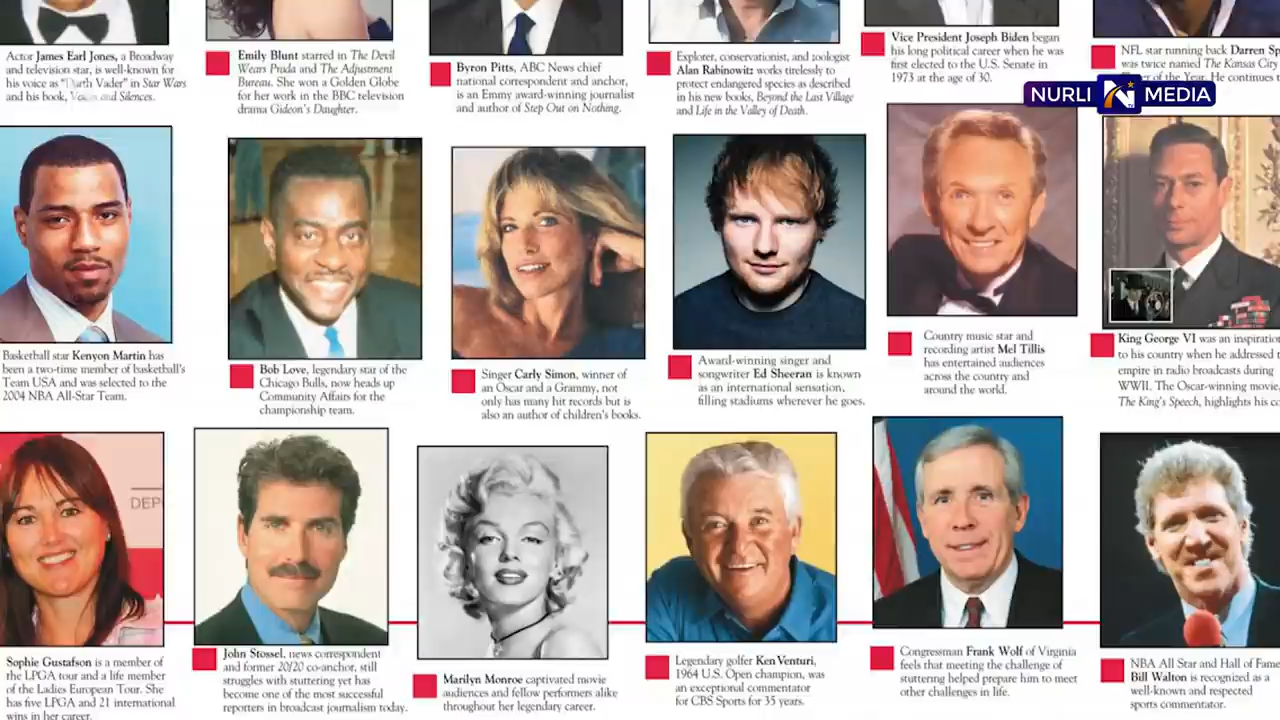 Actor James Earl Jones, a Broadway
and television star, is well-known for
his voice as "Darth Vader" in Star Wars
and his book, Voices and Silences.
Emily Blunt starred in The Devil
Wears Prada and The Adjustment
Bureau. She won a Golden Globe
for her work in the BBC television
drama Gideon's Daughter.
Byron Pitts, ABC News chief
national correspondent and anchor,
is an Emmy award-winning journalist
and author of Step Out on Nothing.
Explorer, conservationist, and zoologist
Alan Rabinowitz works tirelessly to
protect endangered species as described
in his new books, Beyond the Last Village
and Life in the Valley of Death.
Vice President Joseph Biden began
his long political career when he was
first elected to the U.S. Senate in
1973 at the age of 30.
NFL star running back Darren Sp
was twice named The Kansas City
of the Year. He continues t
NURLI MEDIA
Basketball star Kenyon Martin has
been a two-time member of basketball's
Team USA and was selected to the
2004 NBA All-Star Team.
Bob Love, legendary star of the
Chicago Bulls, now heads up
Community Affairs for the
championship team.
Singer Carly Simon, winner of
an Oscar and a Grammy, not
only has many hit records but is
also an author of children's books.
Award-winning singer and
songwriter Ed Sheeran is known
as an international sensation,
filling stadiums wherever he goes.
Country music star and
recording artist Mel Tillis
has entertained audiences
across the country and
around the world.
King George VI was an inspiration
to his country when he addressed t
empire in radio broadcasts during
WWII. The Oscar-winning movie,
The King's Speech, highlights his co
DEP
Sophie Gustafson is a member of
the LPGA tour and a life member
of the Ladies European Tour. She
has five LPGA and 21 international
wins in her career.
John Stossel, news correspondent
and former 20/20 co-anchor, still
struggles with stuttering yet has
become one of the most successful
reporters in broadcast journalism today.
Marilyn Monroe captivated movie
audiences and fellow performers alike
throughout her legendary career.
Legendary golfer Ken Venturi,
1964 U.S. Open champion, was
an exceptional commentator
for CBS Sports for 35 years.
Congressman Frank Wolf of Virginia
feels that meeting the challenge of
stuttering helped prepare him to meet
other challenges in life.
NBA All Star and Hall of Fame
Bill Walton is recognized as a
well-known and respected
sports commentator.